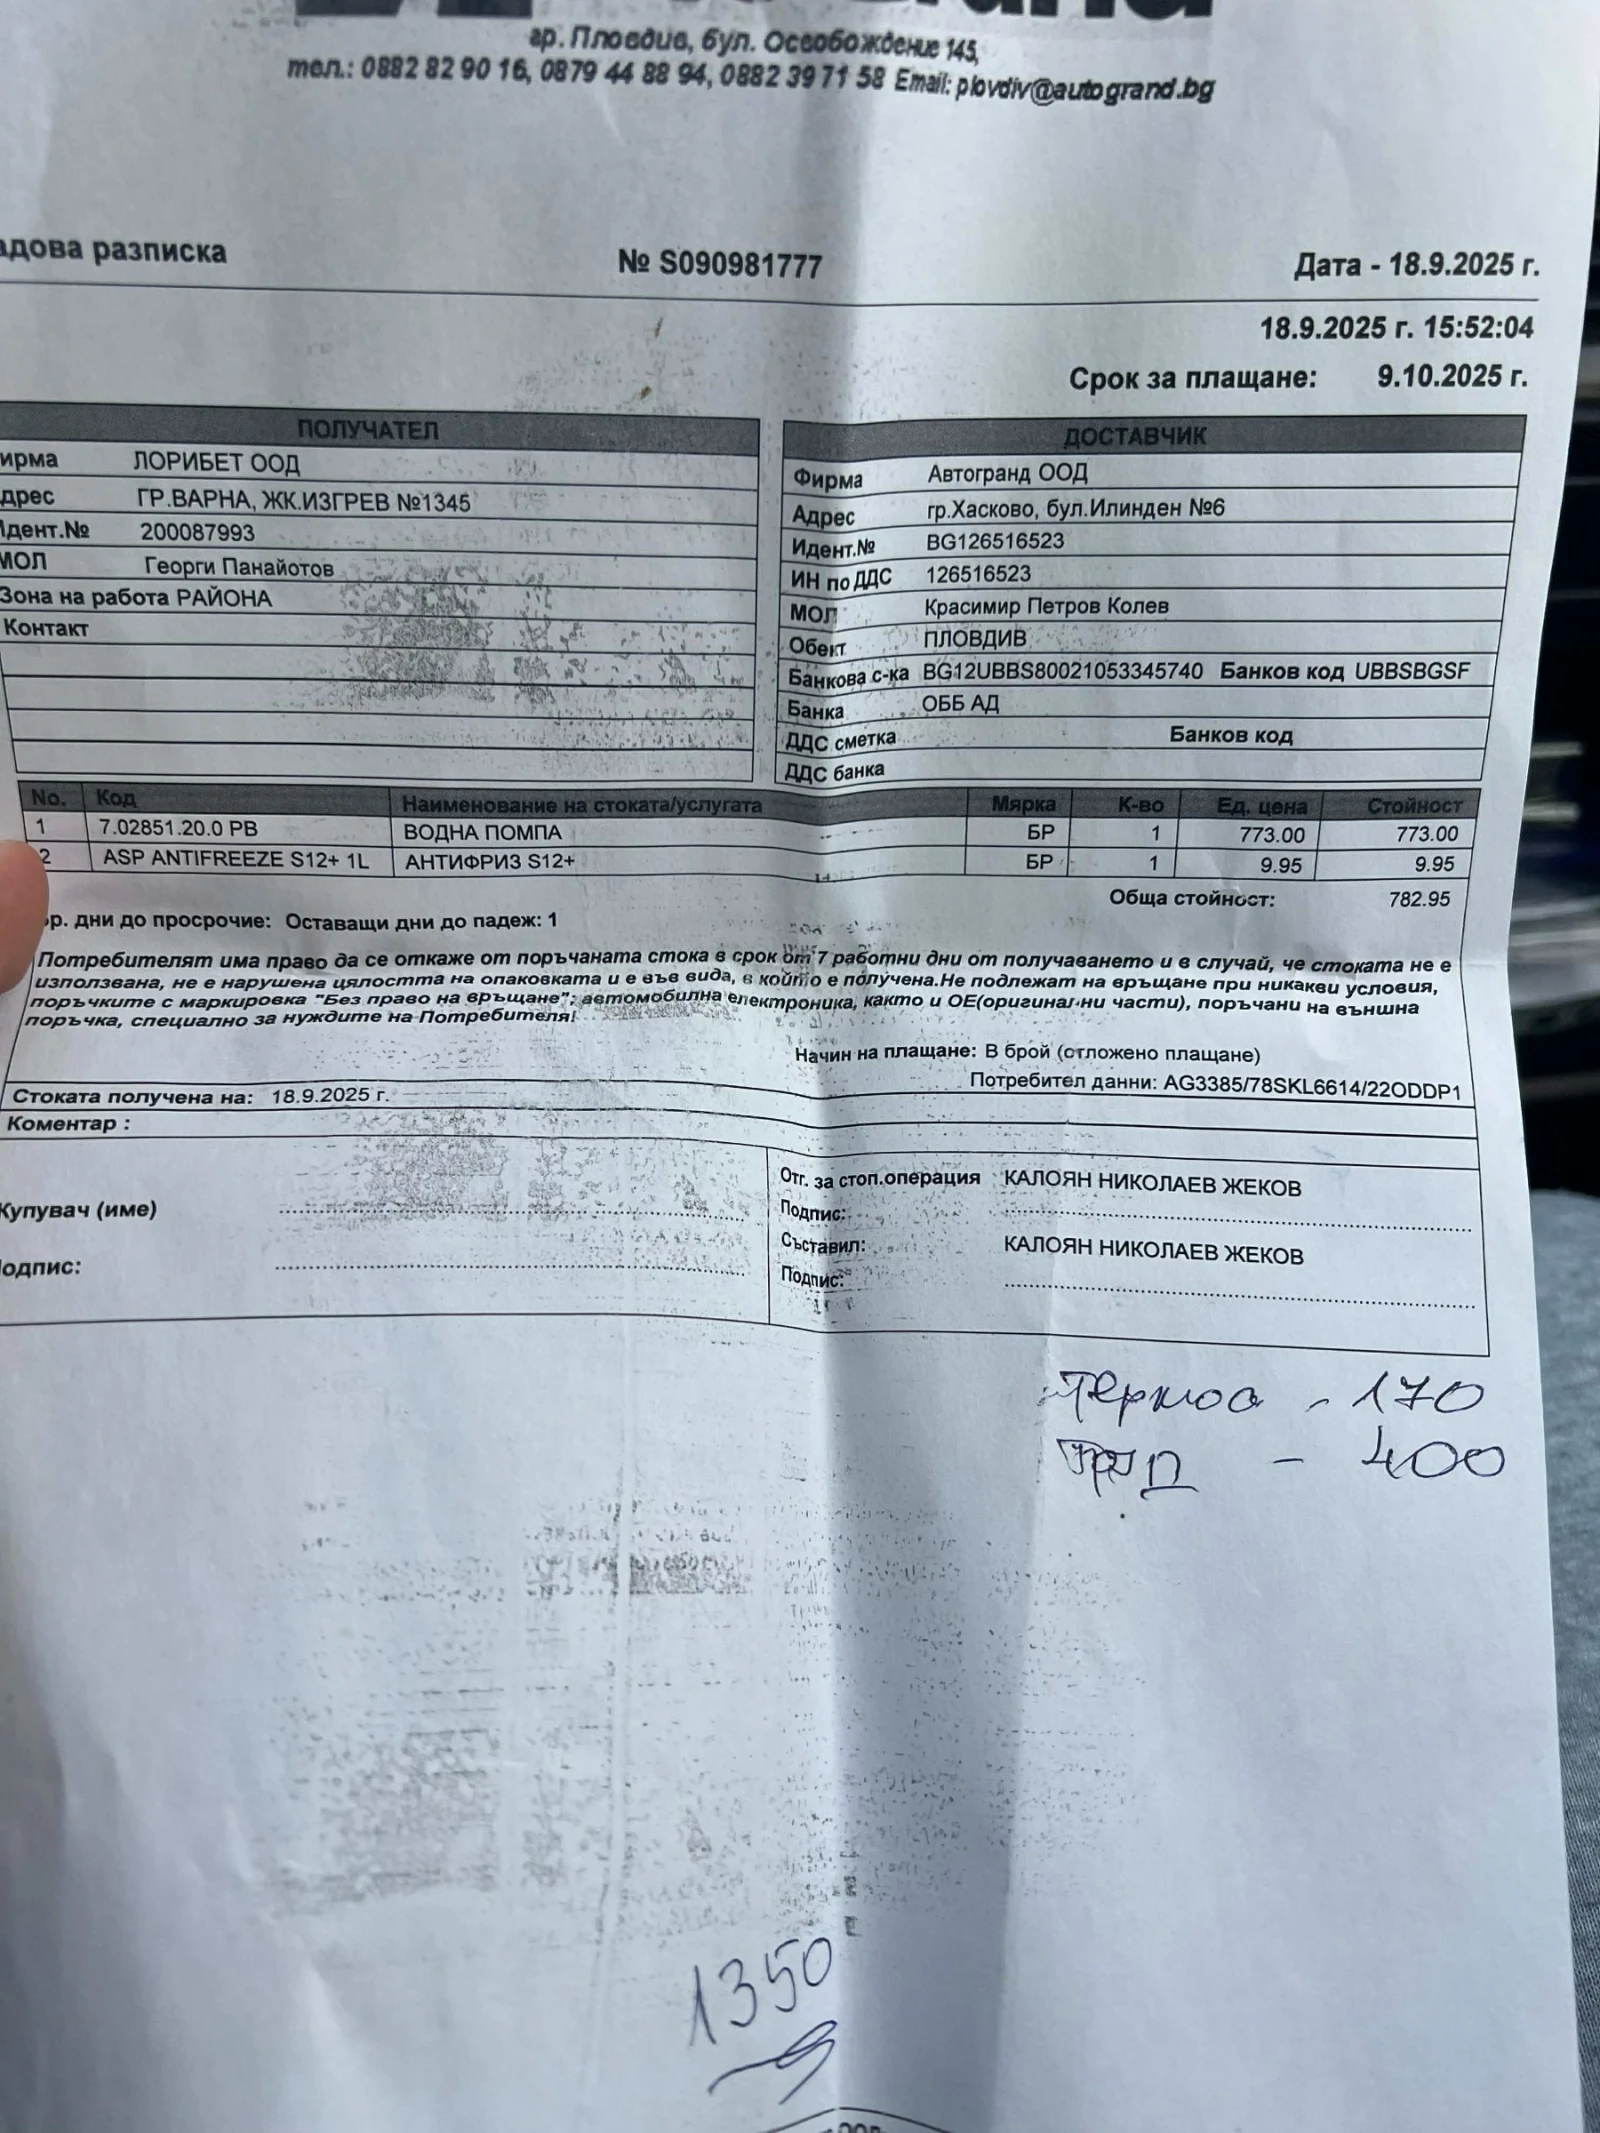 гр. Пловдив, бул. Освобождение 145,
тел.: 0882 82 90 16, 0879 44 88 94, 0882 39 71 58 Email: plovdiv@autogrand.bg
адова разписка № S090981777 Дата - 18.9.2025 г.
18.9.2025 г. 15:52:04
Срок за плащане: 9.10.2025 г.
ПОЛУЧАТЕЛ
ирма ЛОРИБЕТ ООД
дрес ГР.ВАРНА, ЖК.ИЗГРЕВ №1345
Идент.№ 200087993
МОЛ Георги Панайотов
Зона на работа РАЙОНА
Контакт
ДОСТАВЧИК
Фирма Автогранд ООД
Адрес гр.Хасково, бул.Илинден №6
Идент.№ BG126516523
ИН по ДДС 126516523
МОЛ Красимир Петров Колев
Обект ПЛОВДИВ
Банкова с-ка BG12UBBS80021053345740 Банков код UBBSBGSF
Банка ОББ АД
ДДС сметка Банков код
ДДС банка
No. Код Наименование на стоката/услугата Мярка К-во Ед. цена Стойност
1 7.02851.20.0 PB ВОДНА ПОМПА БР 1 773.00 773.00
2 ASP ANTIFREEZE S12+ 1L АНТИФРИЗ S12+ БР 1 9.95 9.95
Обща стойност: 782.95
ор. дни до просрочие: Оставащи дни до падеж: 1
Потребителят има право да се откаже от поръчаната стока в срок от 7 работни дни от получаването и в случай, че стоката не е
използвана, не е нарушена цялостта на опаковката и е във вида, в който е получена.Не подлежат на връщане при никакви условия,
поръчките с маркировка "Без право на връщане"; автомобилна електроника, както и ОЕ(оригинални части), поръчани на външна
поръчка, специално за нуждите на Потребителя!
Начин на плащане: В брой (отложено плащане)
Потребител данни: AG3385/78SKL6614/22ODDP1
Стоката получена на: 18.9.2025 г.
Коментар :
Купувач (име)
Подпис:
Отг. за стоп.операция КАЛОЯН НИКОЛАЕВ ЖЕКОВ
Подпис:
Съставил: КАЛОЯН НИКОЛАЕВ ЖЕКОВ
Подпис:
Термоа - 170
- 400
1350